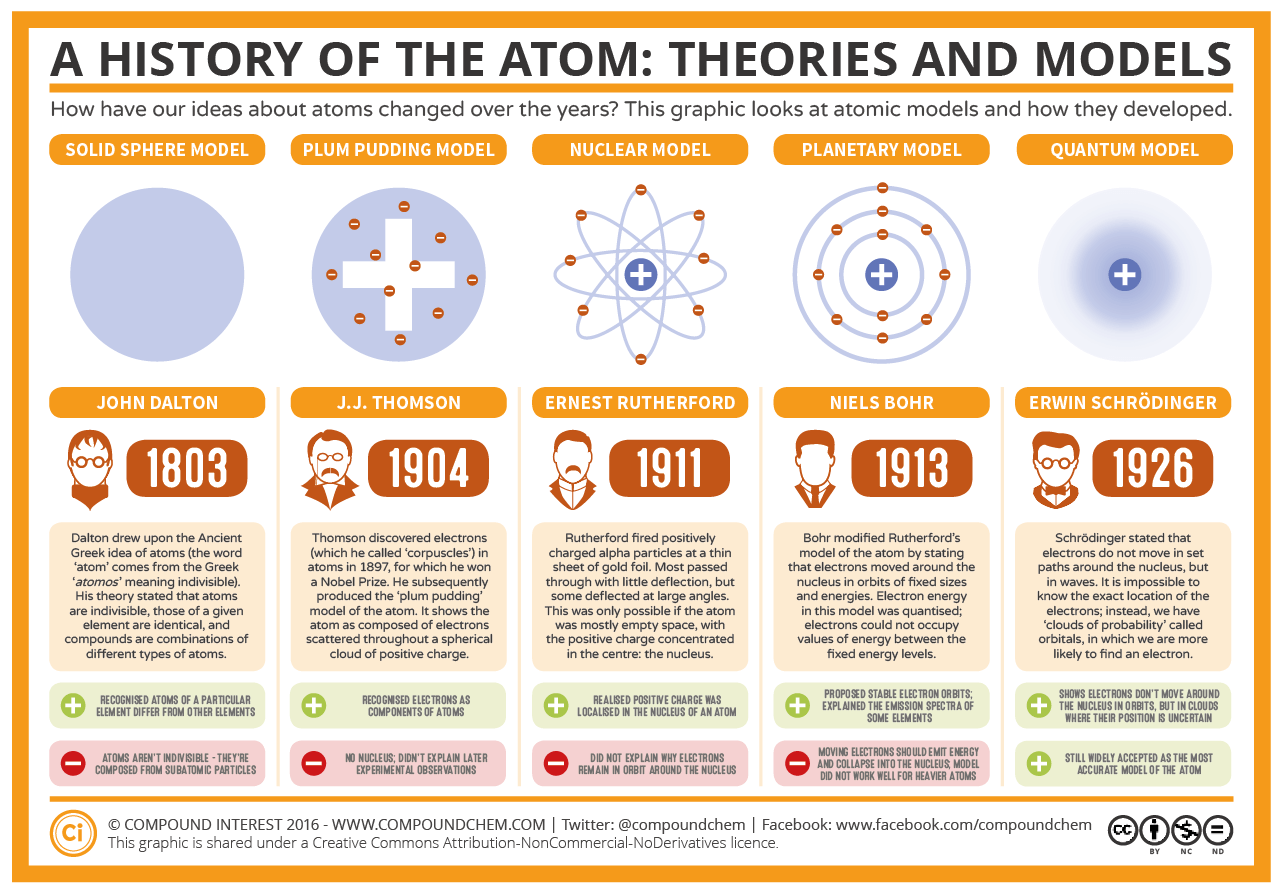 A HISTORY OF THE ATOM: THEORIES AND MODELS
How have our ideas about atoms changed over the years? This graphic looks at atomic models and how they developed.
SOLID SPHERE MODEL
PLUM PUDDING MODEL
NUCLEAR MODEL
PLANETARY MODEL
QUANTUM MODEL
JOHN DALTON
1803
Dalton drew upon the Ancient
Greek idea of atoms (the word
‘atom’ comes from the Greek
‘atomos’ meaning indivisible).
His theory stated that atoms
are indivisible, those of a given
element are identical, and
compounds are combinations of
different types of atoms.
RECOGNISED ATOMS OF A PARTICULAR
ELEMENT DIFFER FROM OTHER ELEMENTS
ATOMS AREN’T INDIVISIBLE - THEY’RE
COMPOSED FROM SUBATOMIC PARTICLES
J.J. THOMSON
1904
Thomson discovered electrons
(which he called ‘corpuscles’) in
atoms in 1897, for which he won
a Nobel Prize. He subsequently
produced the ‘plum pudding’
model of the atom. It shows the
atom as composed of electrons
scattered throughout a spherical
cloud of positive charge.
RECOGNISED ELECTRONS AS
COMPONENTS OF ATOMS
NO NUCLEUS; DIDN’T EXPLAIN LATER
EXPERIMENTAL OBSERVATIONS
ERNEST RUTHERFORD
1911
Rutherford fired positively
charged alpha particles at a thin
sheet of gold foil. Most passed
through with little deflection, but
some deflected at large angles.
This was only possible if the atom
was mostly empty space, with
the positive charge concentrated
in the centre: the nucleus.
REALISED POSITIVE CHARGE WAS
LOCALISED IN THE NUCLEUS OF AN ATOM
DID NOT EXPLAIN WHY ELECTRONS
REMAIN IN ORBIT AROUND THE NUCLEUS
NIELS BOHR
1913
Bohr modified Rutherford’s
model of the atom by stating
that electrons moved around the
nucleus in orbits of fixed sizes
and energies. Electron energy
in this model was quantised;
electrons could not occupy
values of energy between the
fixed energy levels.
PROPOSED STABLE ELECTRON ORBITS;
EXPLAINED THE EMISSION SPECTRA OF
SOME ELEMENTS
MOVING ELECTRONS SHOULD EMIT ENERGY
AND COLLAPSE INTO THE NUCLEUS; MODEL
DID NOT WORK WELL FOR HEAVIER ATOMS
ERWIN SCHRÖDINGER
1926
Schrödinger stated that
electrons do not move in set
paths around the nucleus, but
in waves. It is impossible to
know the exact location of the
electrons; instead, we have
‘clouds of probability’ called
orbitals, in which we are more
likely to find an electron.
SHOWS ELECTRONS DON’T MOVE AROUND
THE NUCLEUS IN ORBITS, BUT IN CLOUDS
WHERE THEIR POSITION IS UNCERTAIN
STILL WIDELY ACCEPTED AS THE MOST
ACCURATE MODEL OF THE ATOM
Ci
© COMPOUND INTEREST 2016 - WWW.COMPOUNDCHEM.COM | Twitter: @compoundchem | Facebook: www.facebook.com/compoundchem
This graphic is shared under a Creative Commons Attribution-NonCommercial-NoDerivatives licence.
CC
BY NC ND